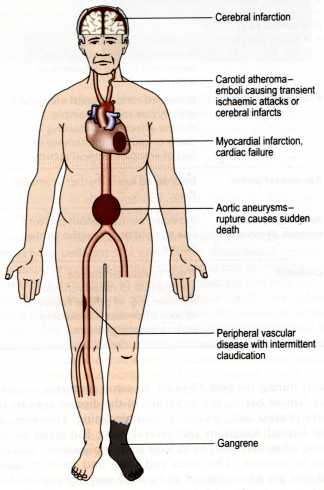 Cerebral infarction
Carotid atheroma–
emboli causing transient
ischaemic attacks or
cerebral infarcts
Myocardial infarction,
cardiac failure
Aortic aneurysms–
rupture causes sudden
death
Peripheral vascular
disease with intermittent
claudication
Gangrene